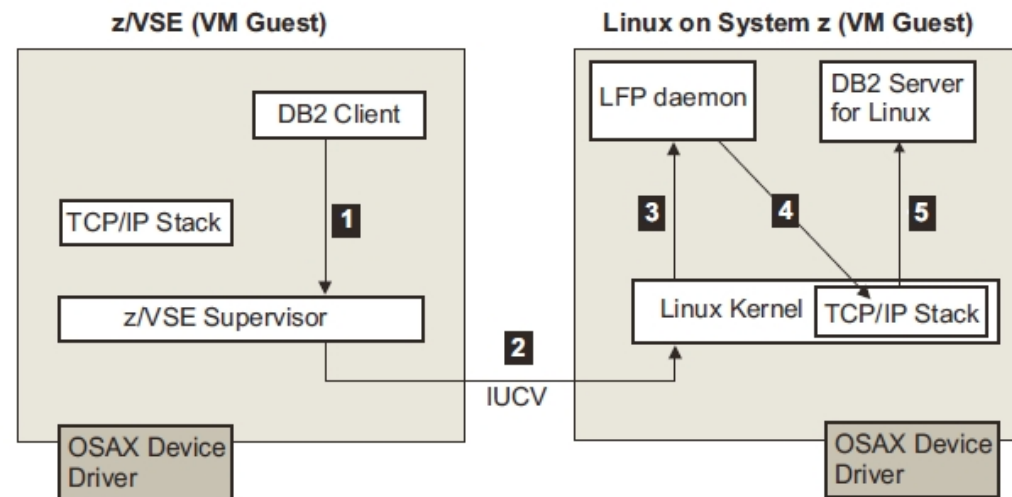 z/VSE (VM Guest)
Linux on System z (VM Guest)
DB2 Client
TCP/IP Stack
1
z/VSE Supervisor
2
IUCV
OSAX Device
Driver
LFP daemon
DB2 Server
for Linux
3
4
5
Linux Kernel
TCP/IP Stack
OSAX Device
Driver